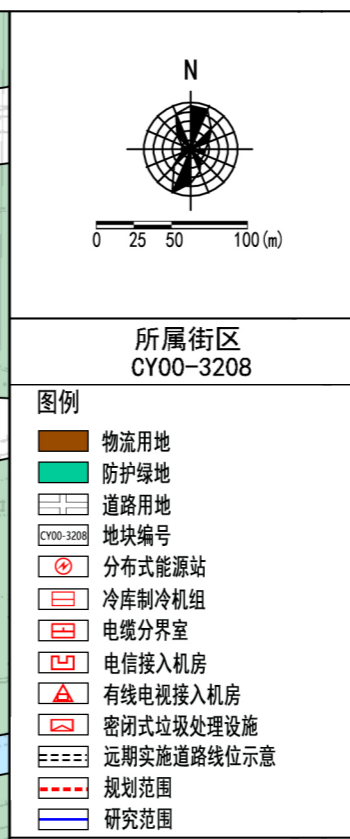 N
0 25 50 100(m)
所属街区
CY00-3208
图例
物流用地
防护绿地
道路用地
CY00-3208 地块编号
分布式能源站
冷库制冷机组
电缆分界室
电信接入机房
有线电视接入机房
密闭式垃圾处理设施
远期实施道路线位示意
规划范围
研究范围